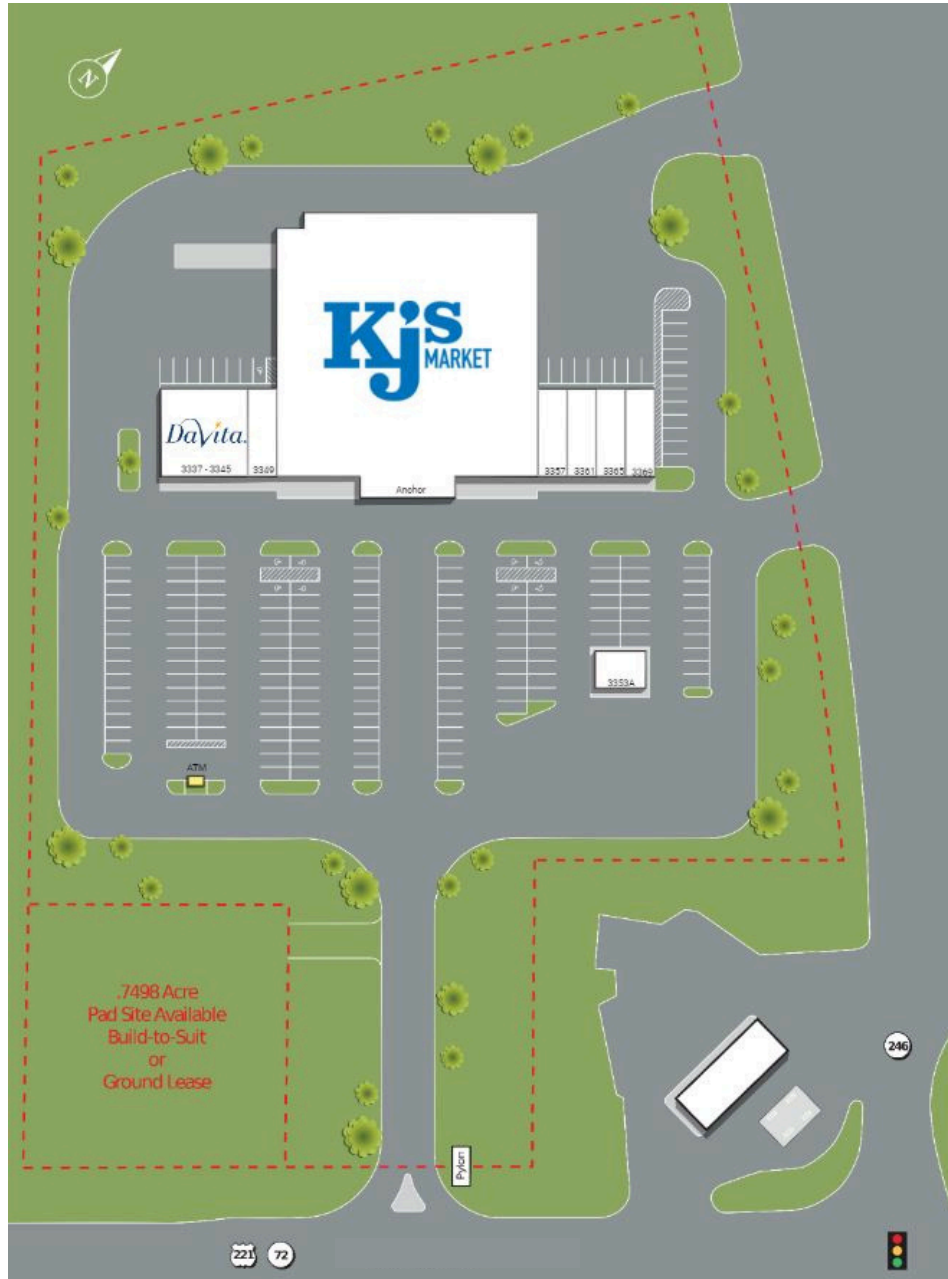 N
Kj's
MARKET
DaVita.
3337 - 3345
3349
3357
3361
3365
3369
Anchor
3353A
ATM
.7498 Acre
Pad Site Available
Build-to-Suit
or
Ground Lease
246
Pylon
221
72